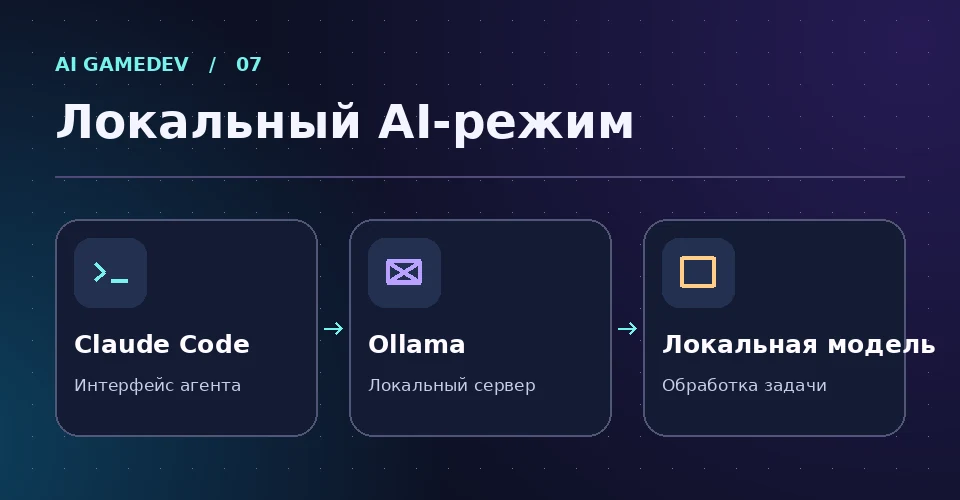 AI GAMEDEV / 07
Локальный AI-режим
Claude Code
Интерфейс агента
Ollama
Локальный сервер
Локальная модель
Обработка задачи